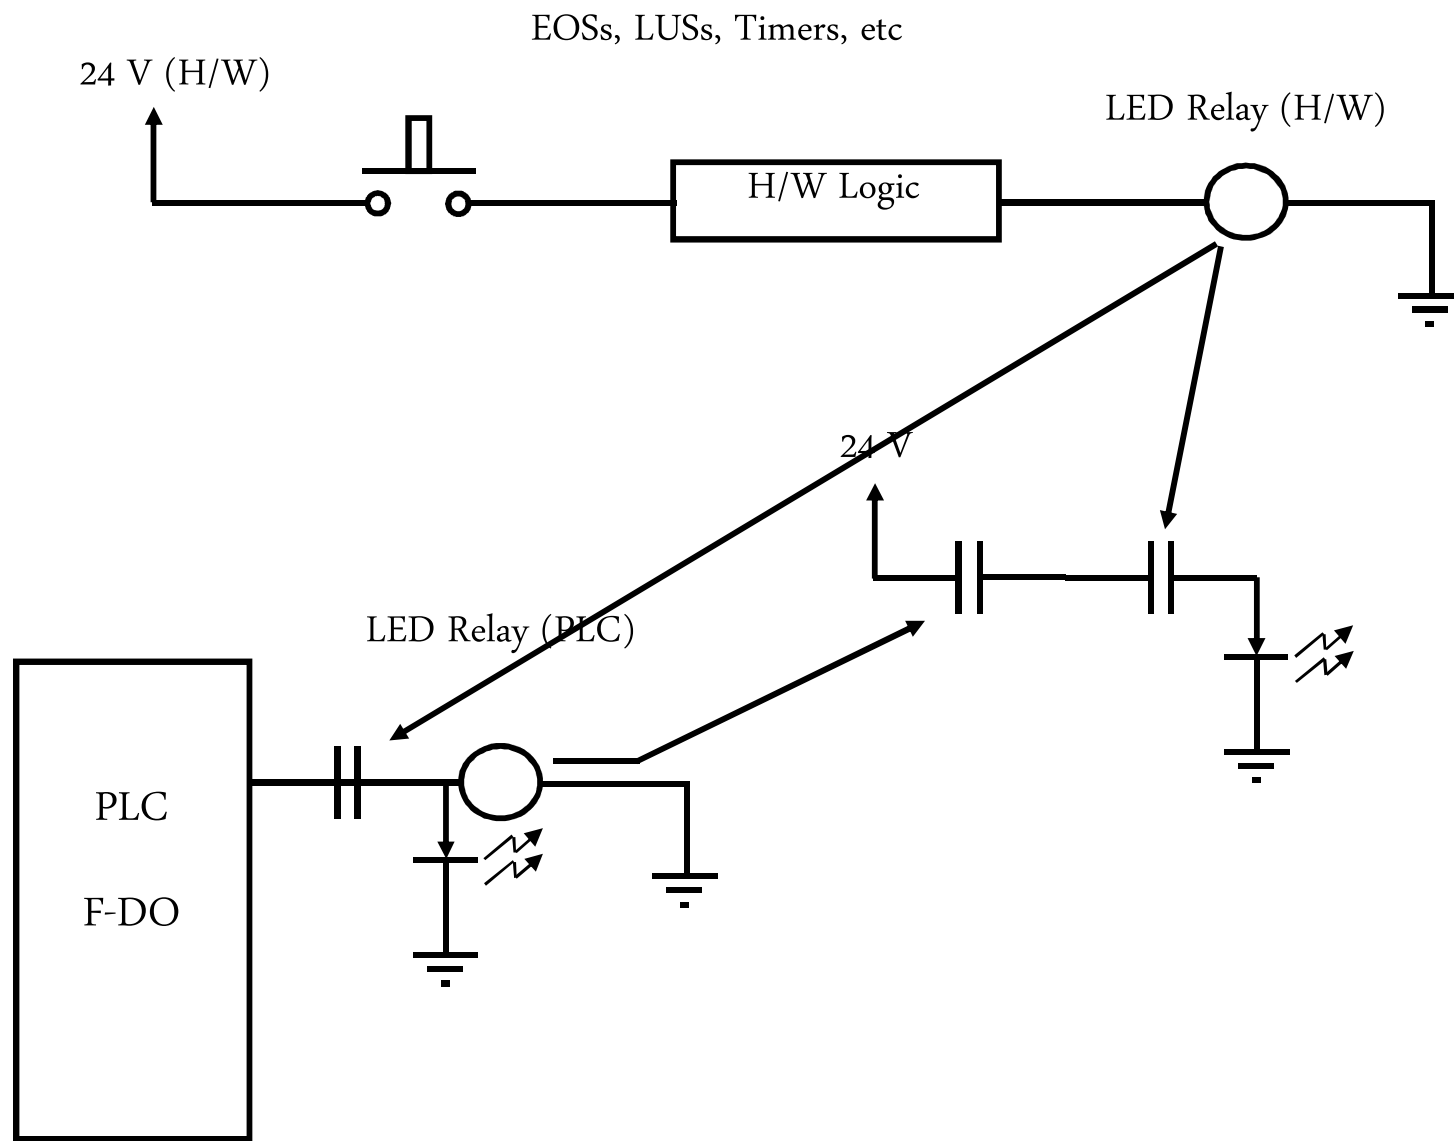 EOSs, LUSs, Timers, etc
24 V (H/W)
LED Relay (H/W)
H/W Logic
24 V
LED Relay (PLC)
PLC
F-DO